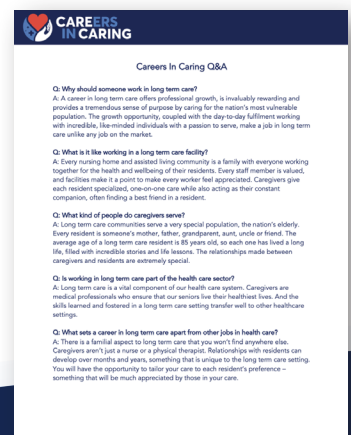 CAREERS
IN CARING
Careers In Caring Q&A
Q: Why should someone work in long term care?
A: A career in long term care offers professional growth, is invaluably rewarding and
provides a tremendous sense of purpose by caring for the nation's most vulnerable
population. The growth opportunity, coupled with the day-to-day fulfilment working
with incredible, like-minded individuals with a passion to serve, make a job in long term
care unlike any job on the market.
Q: What is it like working in a long term care facility?
A: Every nursing home and assisted living community is a family with everyone working
together for the health and wellbeing of their residents. Every staff member is valued,
and facilities make it a point to make every worker feel appreciated. Caregivers give
each resident specialized, one-on-one care while also acting as their constant
companion, often finding a best friend in a resident.
Q: What kind of people do caregivers serve?
A: Long term care communities serve a very special population, the nation's elderly.
Every resident is someone's mother, father, grandparent, aunt, uncle or friend. The
average age of a long term care resident is 85 years old, so each one has lived a long
life, filled with incredible stories and life lessons. The relationships made between
caregivers and residents are extremely special.
Q: Is working in long term care part of the health care sector?
A: Long term care is a vital component of our health care system. Caregivers are
medical professionals who ensure that our seniors live their healthiest lives. And the
skills learned and fostered in a long term care setting transfer well to other healthcare
settings.
Q: What sets a career in long term care apart from other jobs in health care?
A: There is a familial aspect to long term care that you won't find anywhere else.
Caregivers aren't just a nurse or a physical therapist. Relationships with residents can
develop over months and years, something that is unique to the long term care setting.
You will have the opportunity to tailor your care to each resident's preference –
something that will be much appreciated by those in your care.